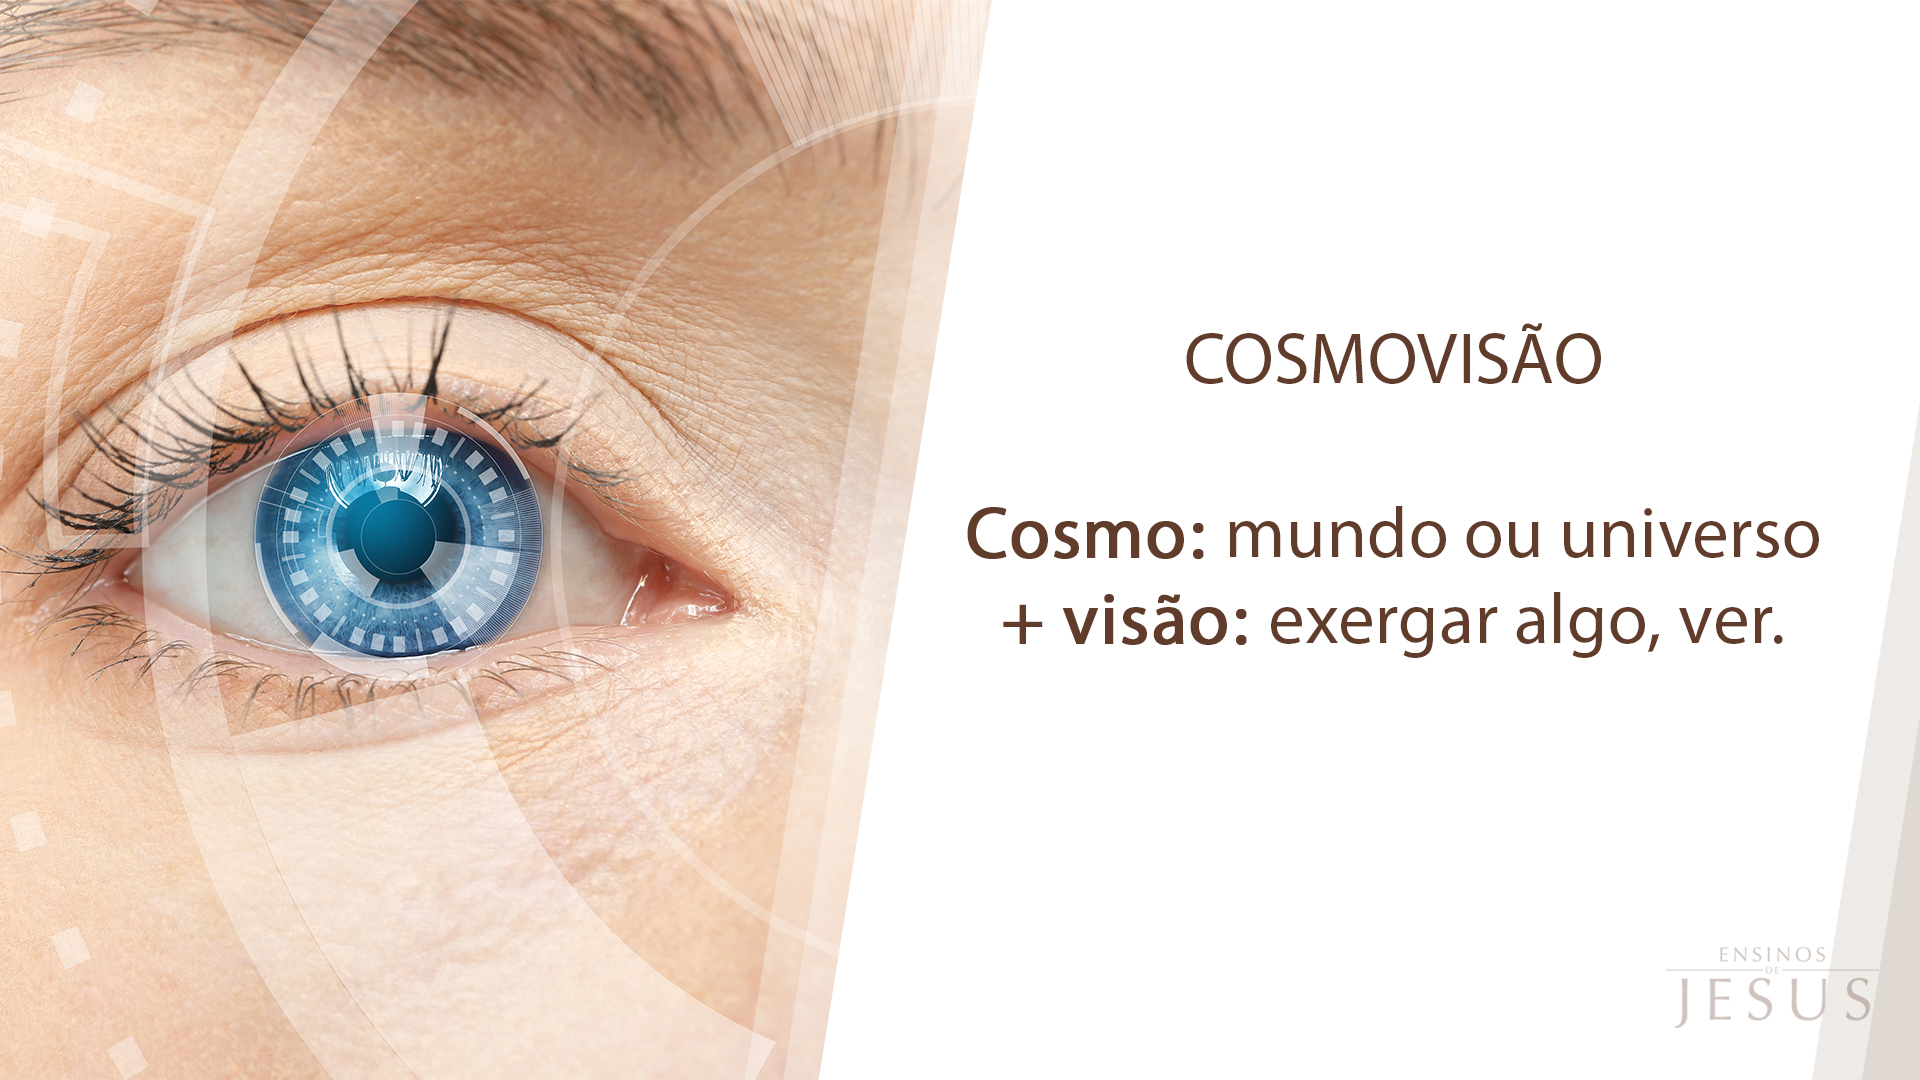 COSMOVISÃO
Cosmo: mundo ou universo
+ visão: exergar algo, ver.
ENSINOS
DE
JESUS